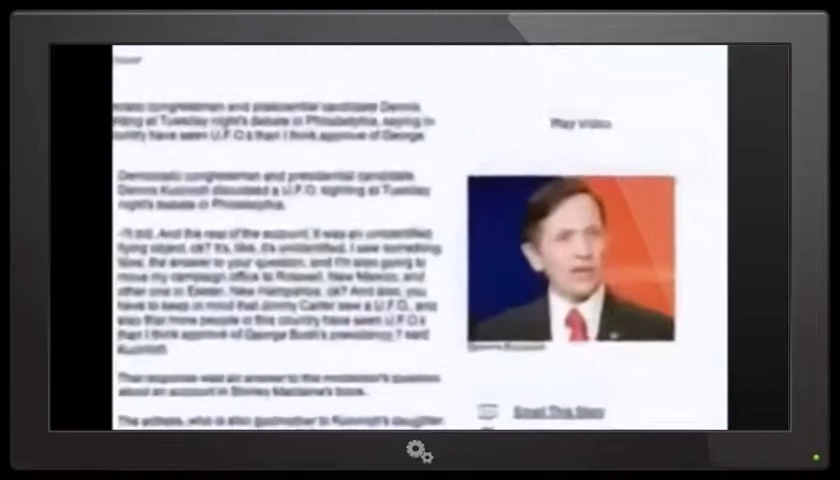 congressman and presidential candidate Dennis
at Tuesday night's debate in Philadelphia, saying
country have seen U.F.O.s than I think approve of George
Play Video
Democratic congressman and presidential candidate
Dennis Kucinich discussed a U.F.O. sighting at Tuesday
night's debate in Philadelphia.
"I did. And the rest of the account. It was an unidentified
flying object, ok? It's, like, it's unidentified. I saw something.
Now, the answer to your question, and I'm also going to
move my campaign office to Roswell, New Mexico, and
other one in Exeter, New Hampshire, ok? And also, you
have to keep in mind that Jimmy Carter saw a U.F.O., and
also that more people in this country have seen U.F.O.s
than I think approve of George Bush's presidency," said
Kucinich.
Dennis Kucinich
That response was an answer to the moderator's question
about an account in Shirley Maclaine's book.
The actress, who is also godmother to Kucinich's daughter
Email This Story